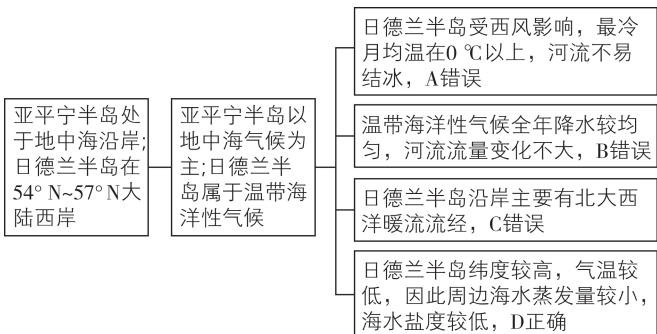 亚平宁半岛处
于地中海沿岸;
日德兰半岛在
54° N~57° N大
陆西岸
亚平宁半岛以
地中海气候为
主;日德兰半
岛属于温带海
洋性气候
日德兰半岛受西风影响，最冷
月均温在0 ℃以上，河流不易
结冰，A错误
温带海洋性气候全年降水较均
匀，河流流量变化不大，B错误
日德兰半岛沿岸主要有北大西
洋暖流流经，C错误
日德兰半岛纬度较高，气温较
低，因此周边海水蒸发量较小，
海水盐度较低，D正确